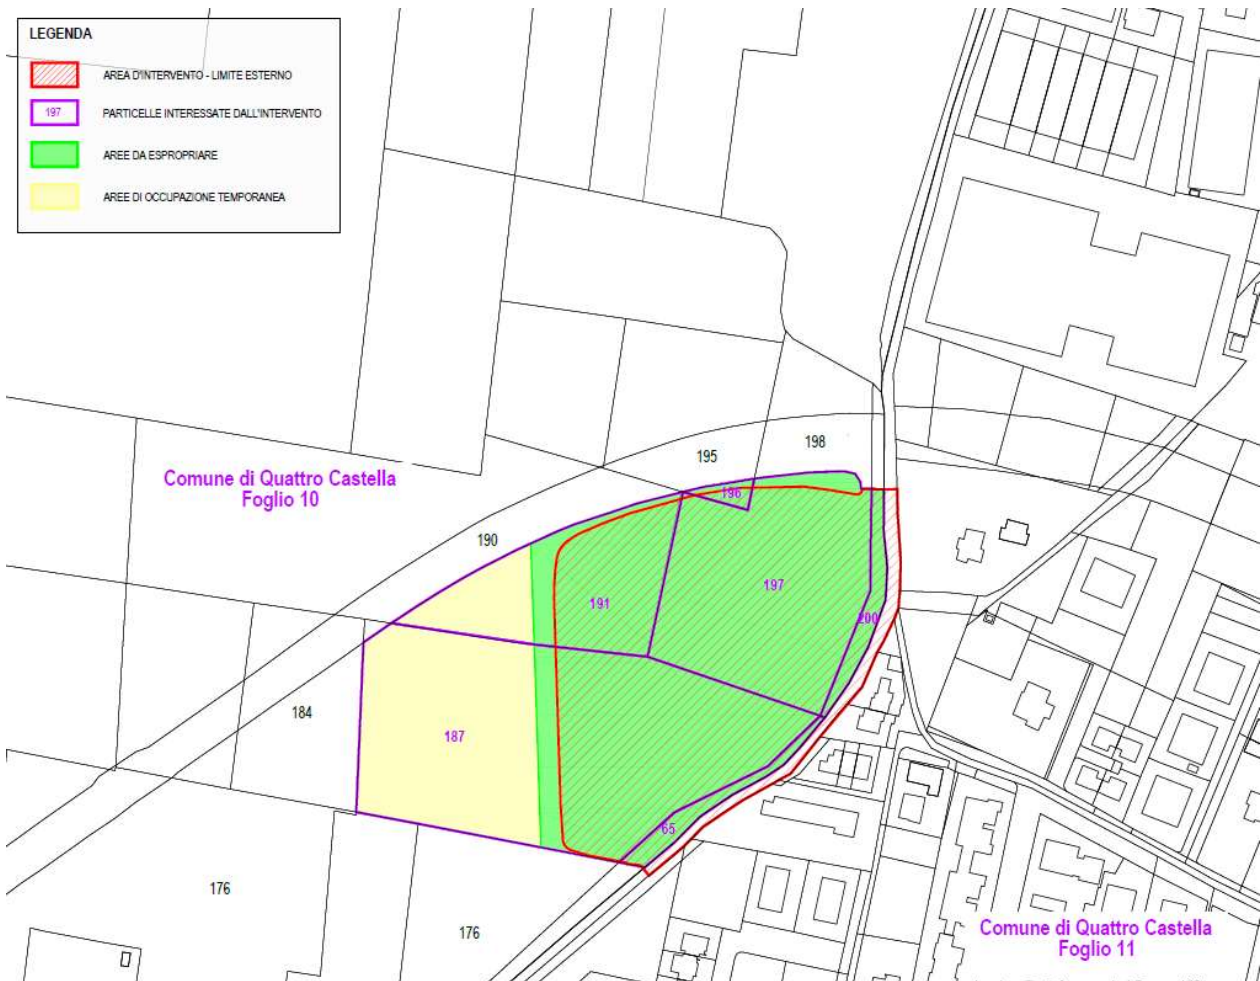 LEGENDA
AREA D'INTERVENTO - LIMITE ESTERNO
197 PARTICELLE INTERESSATE DALL'INTERVENTO
AREE DA ESPROPRIARE
AREE DI OCCUPAZIONE TEMPORANEA
198
195
Comune di Quattro Castella
Foglio 10
196
190
197
191
200
184
187
65
176
176
Comune di Quattro Castella
Foglio 11